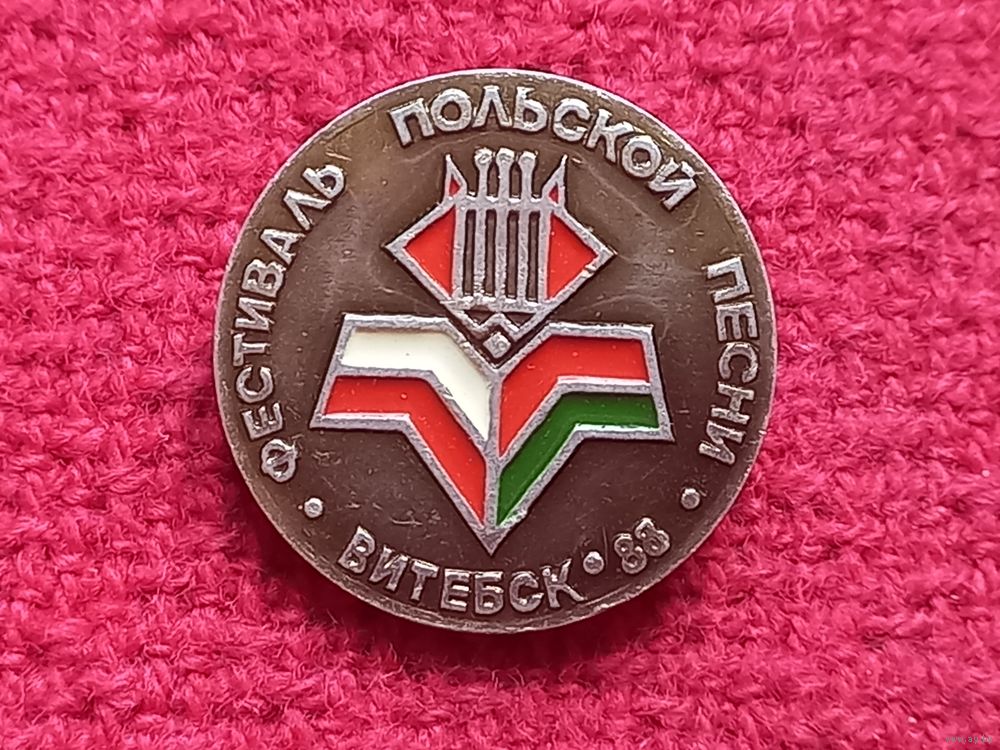 ФЕСТИВАЛЬ ПОЛЬСКОЙ ПЕСНИ
• ВИТЕБСК • 88 •